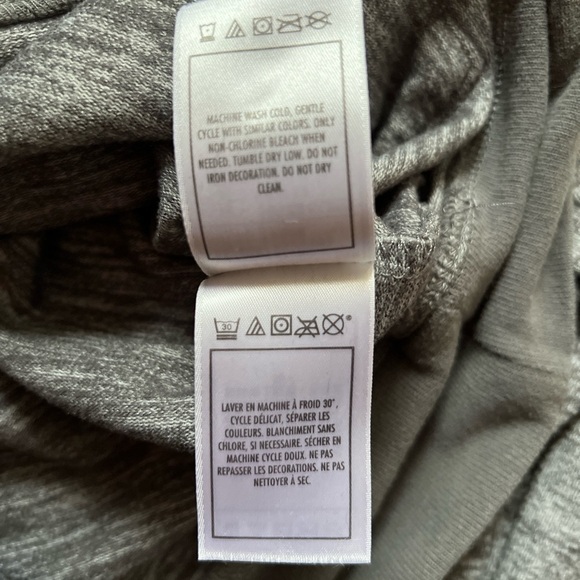 MACHINE WASH COLD, GENTLE
CYCLE WITH SIMILAR COLORS. ONLY
NON-CHLORINE BLEACH WHEN
NEEDED. TUMBLE DRY LOW. DO NOT
IRON DECORATION. DO NOT DRY
CLEAN.
30
LAVER EN MACHINE À FROID 30°,
CYCLE DÉLICAT, SÉPARER LES
COULEURS. BLANCHIMENT SANS
CHLORE, SI NECESSAIRE. SÉCHER EN
MACHINE CYCLE DOUX. NE PAS
REPASSER LES DECORATIONS. NE PAS
NETTOYER À SEC.